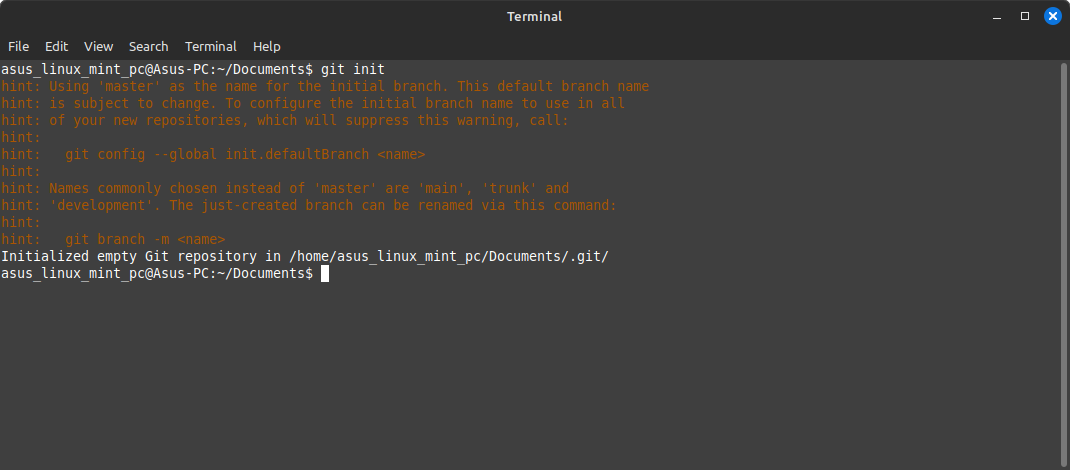 Terminal
File Edit View Search Terminal Help
asus_linux_mint_pc@Asus-PC:~/Documents$ git init
hint: Using 'master' as the name for the initial branch. This default branch name
hint: is subject to change. To configure the initial branch name to use in all
hint: of your new repositories, which will suppress this warning, call:
hint:
hint:   git config --global init.defaultBranch <name>
hint:
hint: Names commonly chosen instead of 'master' are 'main', 'trunk' and
hint: 'development'. The just-created branch can be renamed via this command:
hint:
hint:   git branch -m <name>
Initialized empty Git repository in /home/asus_linux_mint_pc/Documents/.git/
asus_linux_mint_pc@Asus-PC:~/Documents$